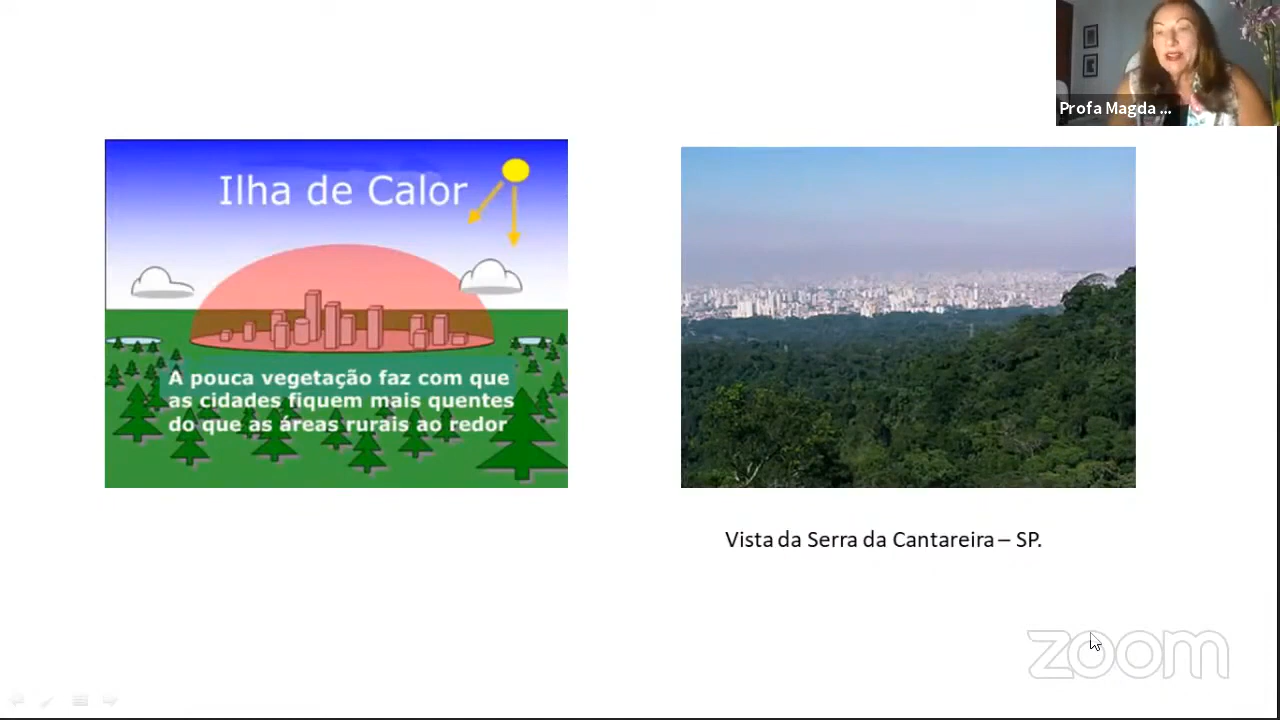 Profa Magda ...
Ilha de Calor
A pouca vegetação faz com que
as cidades fiquem mais quentes
do que as áreas rurais ao redor
Vista da Serra da Cantareira – SP.
zoom